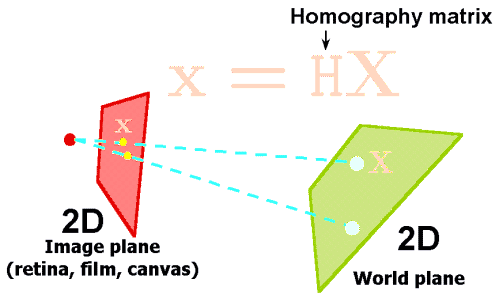 Homography matrix
x = HX
x
X
2D
Image plane
(retina, film, canvas)
2D
World plane